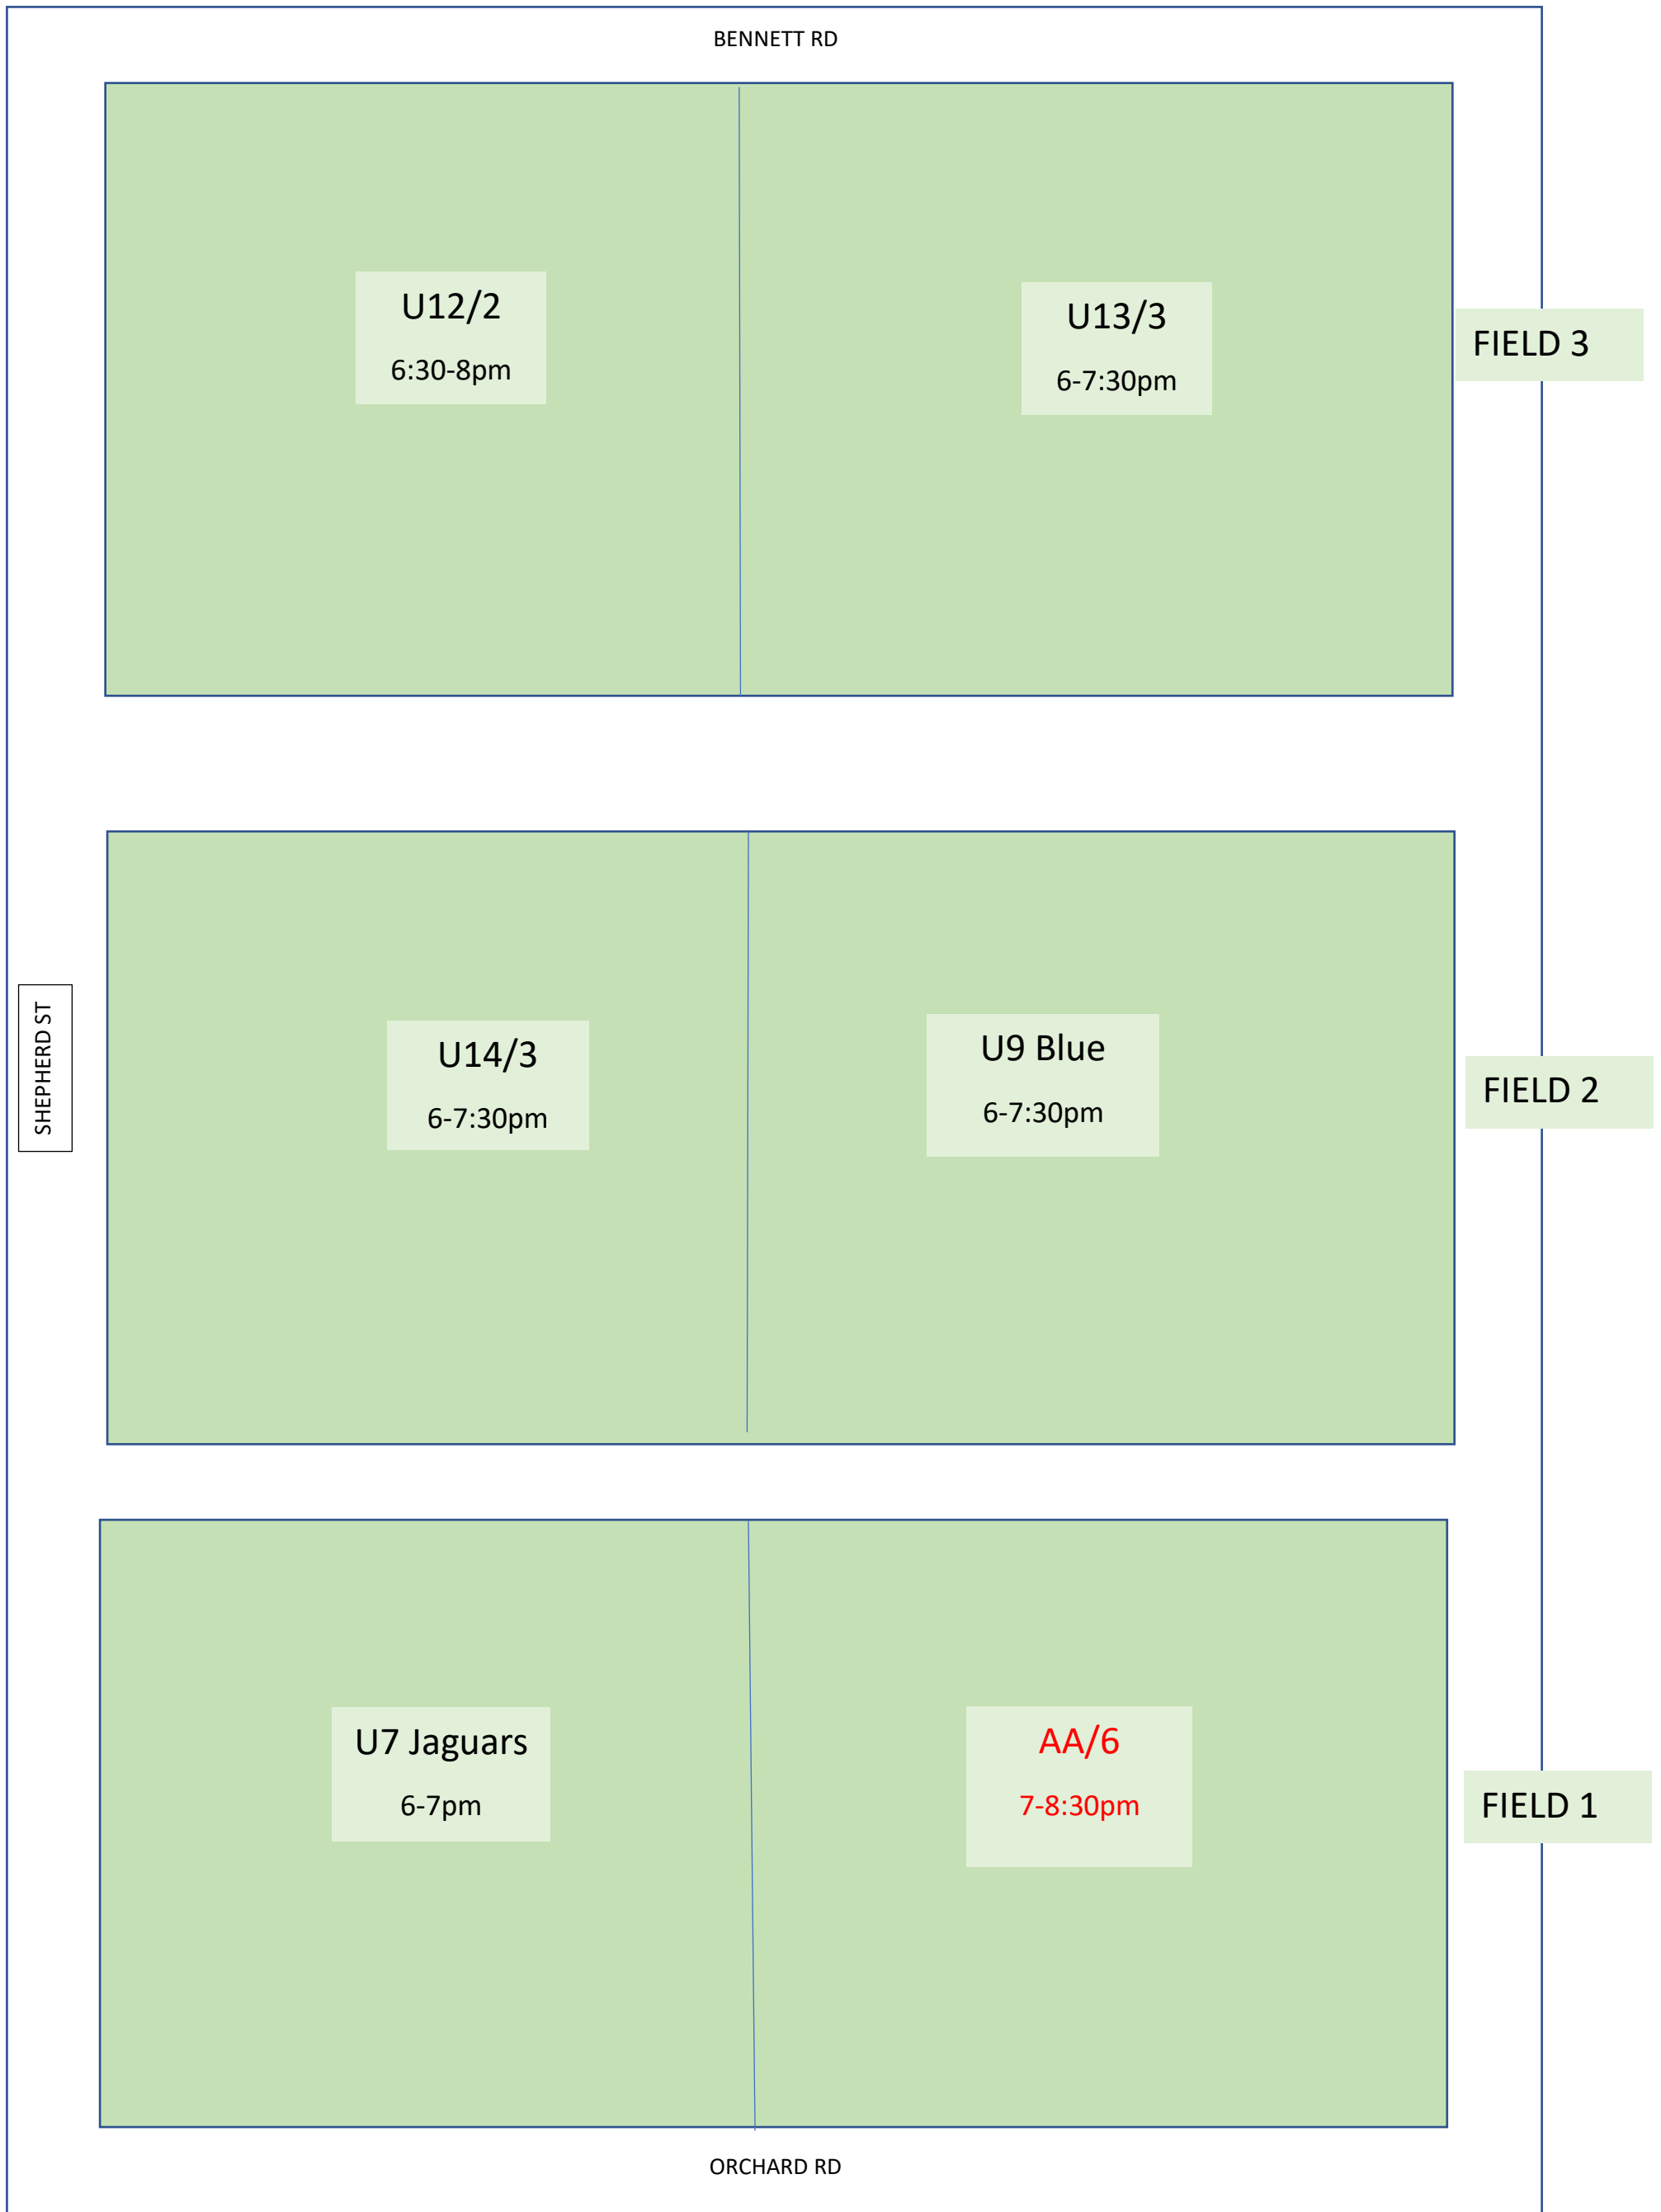 BENNETT RD
U12/2
6:30-8pm
U13/3
6-7:30pm
FIELD 3
SHEPHERD ST
U14/3
6-7:30pm
U9 Blue
6-7:30pm
FIELD 2
U7 Jaguars
6-7pm
AA/6
7-8:30pm
FIELD 1
ORCHARD RD